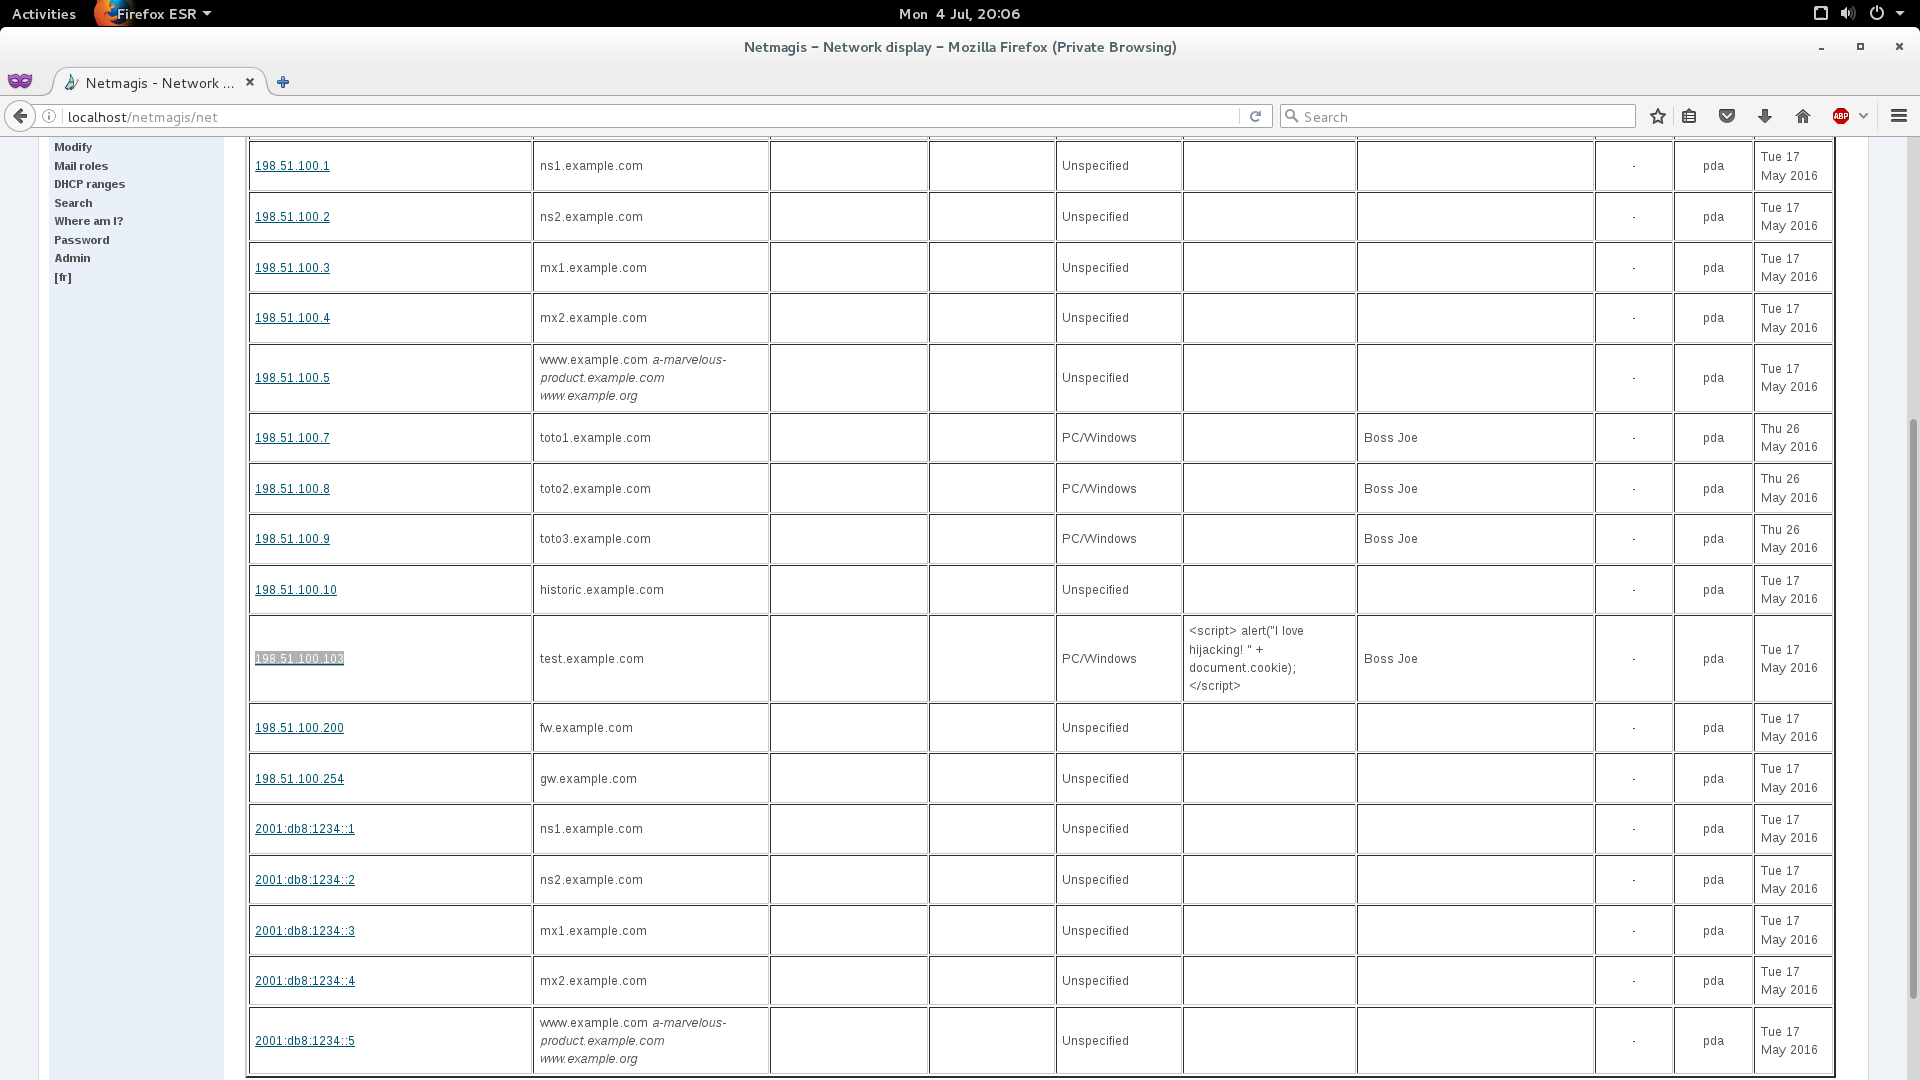 Activities Firefox ESR Mon 4 Jul, 20:06
Netmagis – Network display – Mozilla Firefox (Private Browsing)
Netmagis - Network ...
localhost/netmagis/net Search ABP
Modify
Mail roles
DHCP ranges
Search
Where am I?
Password
Admin
[fr]
198.51.100.1 ns1.example.com Unspecified - pda Tue 17
May 2016
198.51.100.2 ns2.example.com Unspecified - pda Tue 17
May 2016
198.51.100.3 mx1.example.com Unspecified - pda Tue 17
May 2016
198.51.100.4 mx2.example.com Unspecified - pda Tue 17
May 2016
198.51.100.5 www.example.com a-marvelous-
product.example.com
www.example.org Unspecified - pda Tue 17
May 2016
198.51.100.7 toto1.example.com PC/Windows Boss Joe - pda Thu 26
May 2016
198.51.100.8 toto2.example.com PC/Windows Boss Joe - pda Thu 26
May 2016
198.51.100.9 toto3.example.com PC/Windows Boss Joe - pda Thu 26
May 2016
198.51.100.10 historic.example.com Unspecified - pda Tue 17
May 2016
198.51.100.103 test.example.com PC/Windows <script> alert("I love
hijacking! " +
document.cookie);
</script> Boss Joe - pda Tue 17
May 2016
198.51.100.200 fw.example.com Unspecified - pda Tue 17
May 2016
198.51.100.254 gw.example.com Unspecified - pda Tue 17
May 2016
2001:db8:1234::1 ns1.example.com Unspecified - pda Tue 17
May 2016
2001:db8:1234::2 ns2.example.com Unspecified - pda Tue 17
May 2016
2001:db8:1234::3 mx1.example.com Unspecified - pda Tue 17
May 2016
2001:db8:1234::4 mx2.example.com Unspecified - pda Tue 17
May 2016
2001:db8:1234::5 www.example.com a-marvelous-
product.example.com
www.example.org Unspecified - pda Tue 17
May 2016